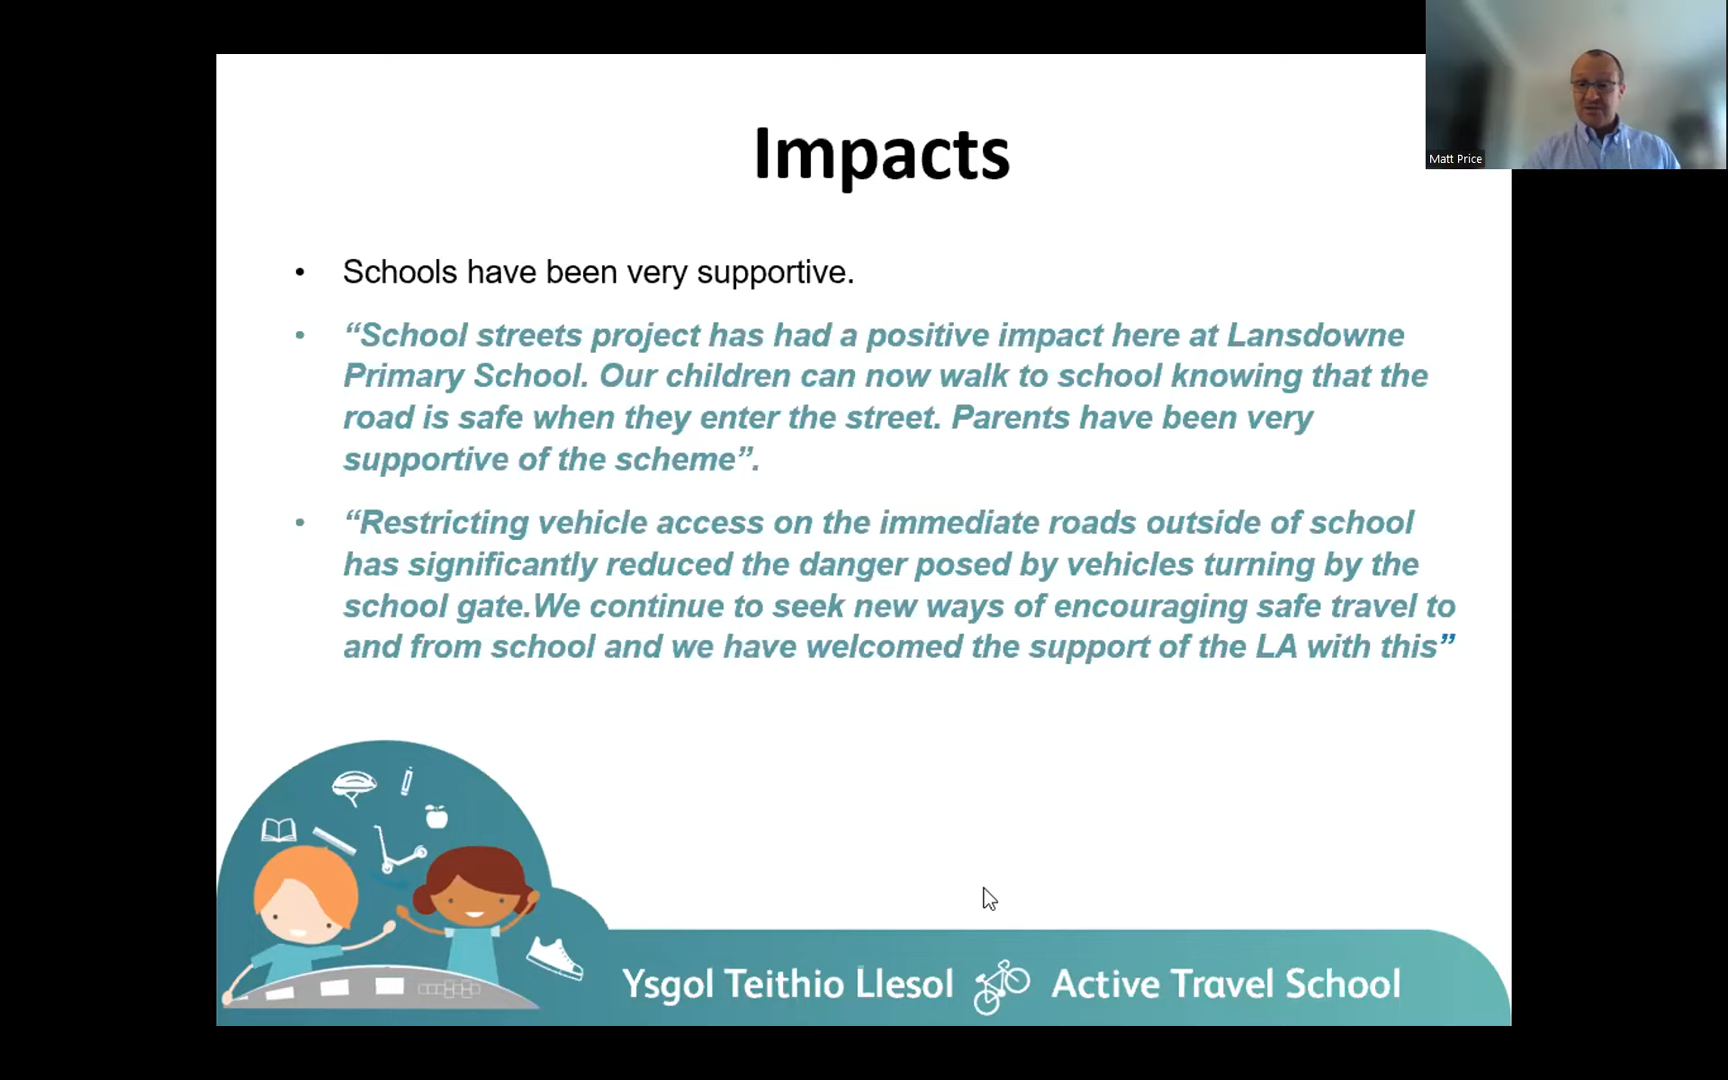 Matt Price
Impacts
• Schools have been very supportive.
• “School streets project has had a positive impact here at Lansdowne
Primary School. Our children can now walk to school knowing that the
road is safe when they enter the street. Parents have been very
supportive of the scheme”.
• “Restricting vehicle access on the immediate roads outside of school
has significantly reduced the danger posed by vehicles turning by the
school gate.We continue to seek new ways of encouraging safe travel to
and from school and we have welcomed the support of the LA with this”
Ysgol Teithio Llesol Active Travel School